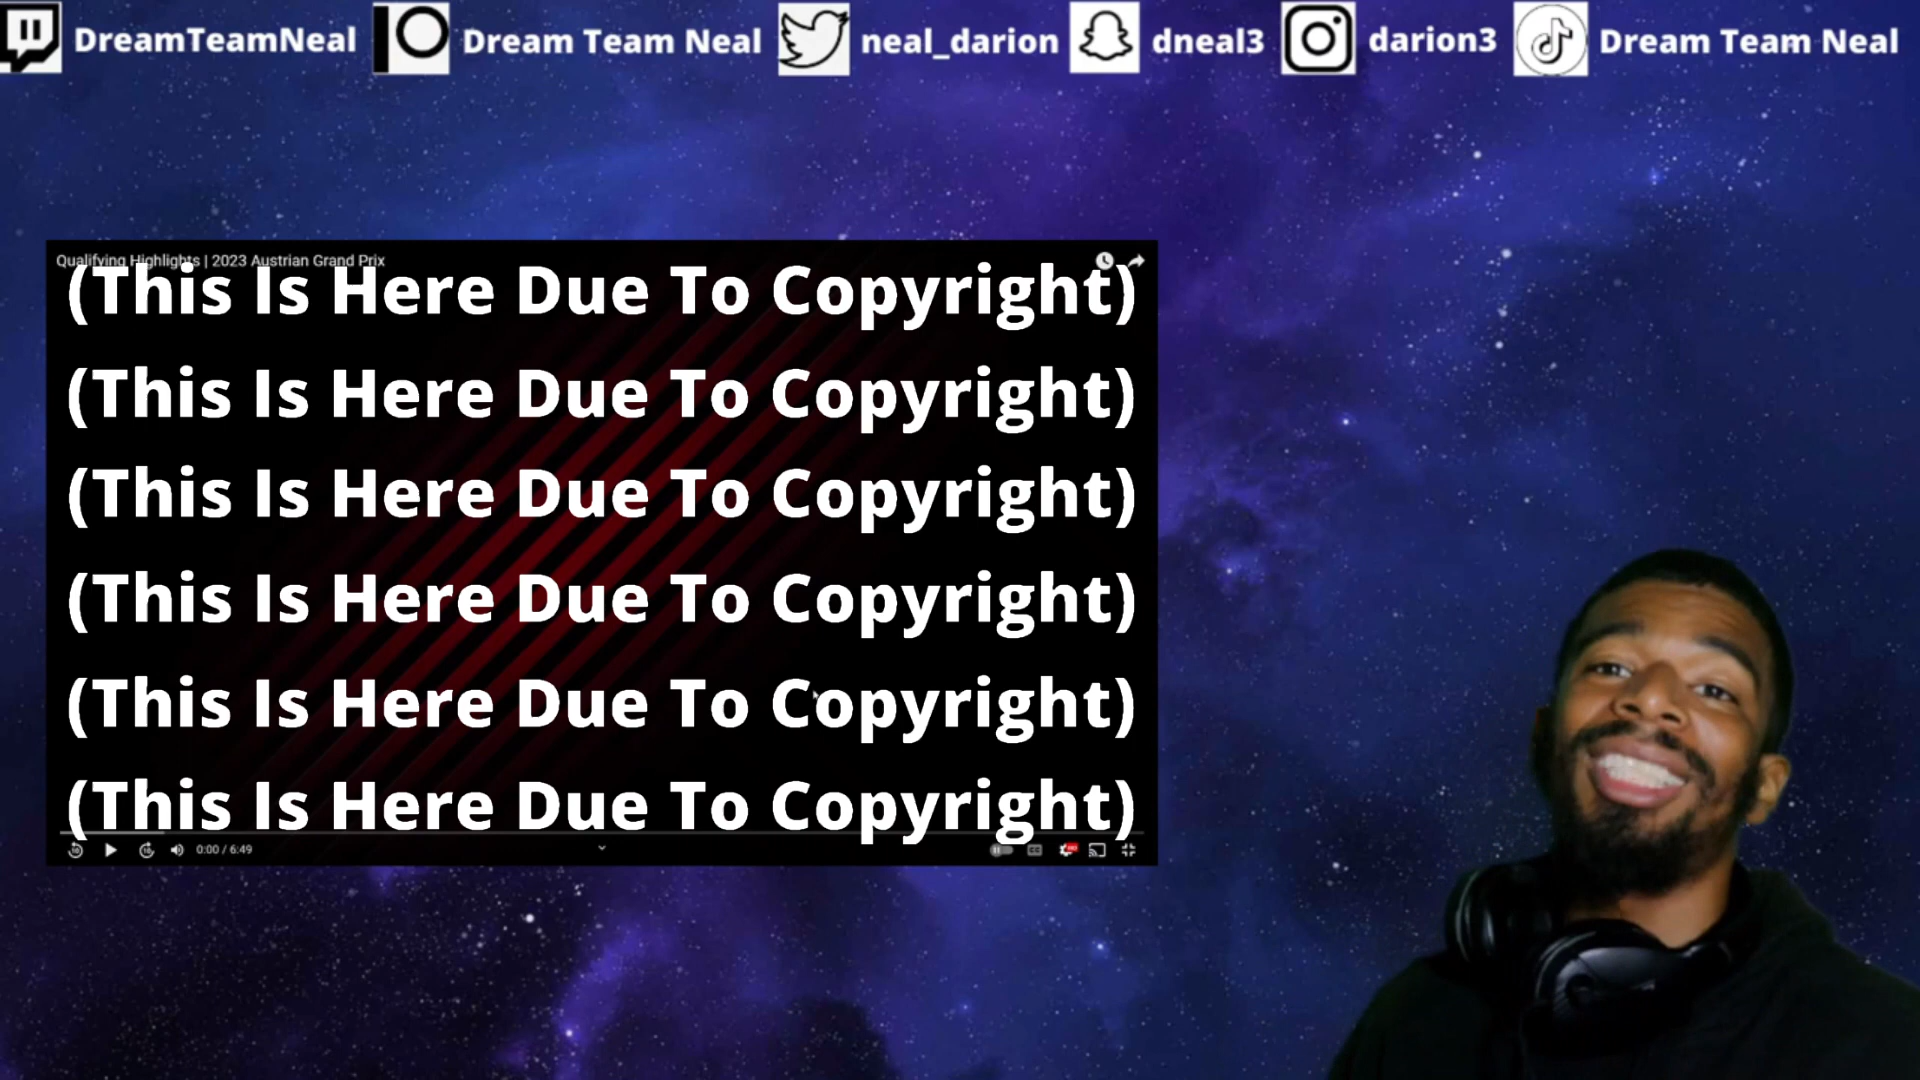 DreamTeamNeal Dream Team Neal neal_darion dneal3 darion3 Dream Team Neal
Qualifying Highlights | 2023 Austrian Grand Prix
(This Is Here Due To Copyright)
(This Is Here Due To Copyright)
(This Is Here Due To Copyright)
(This Is Here Due To Copyright)
(This Is Here Due To Copyright)
(This Is Here Due To Copyright)
0:00 / 6:49